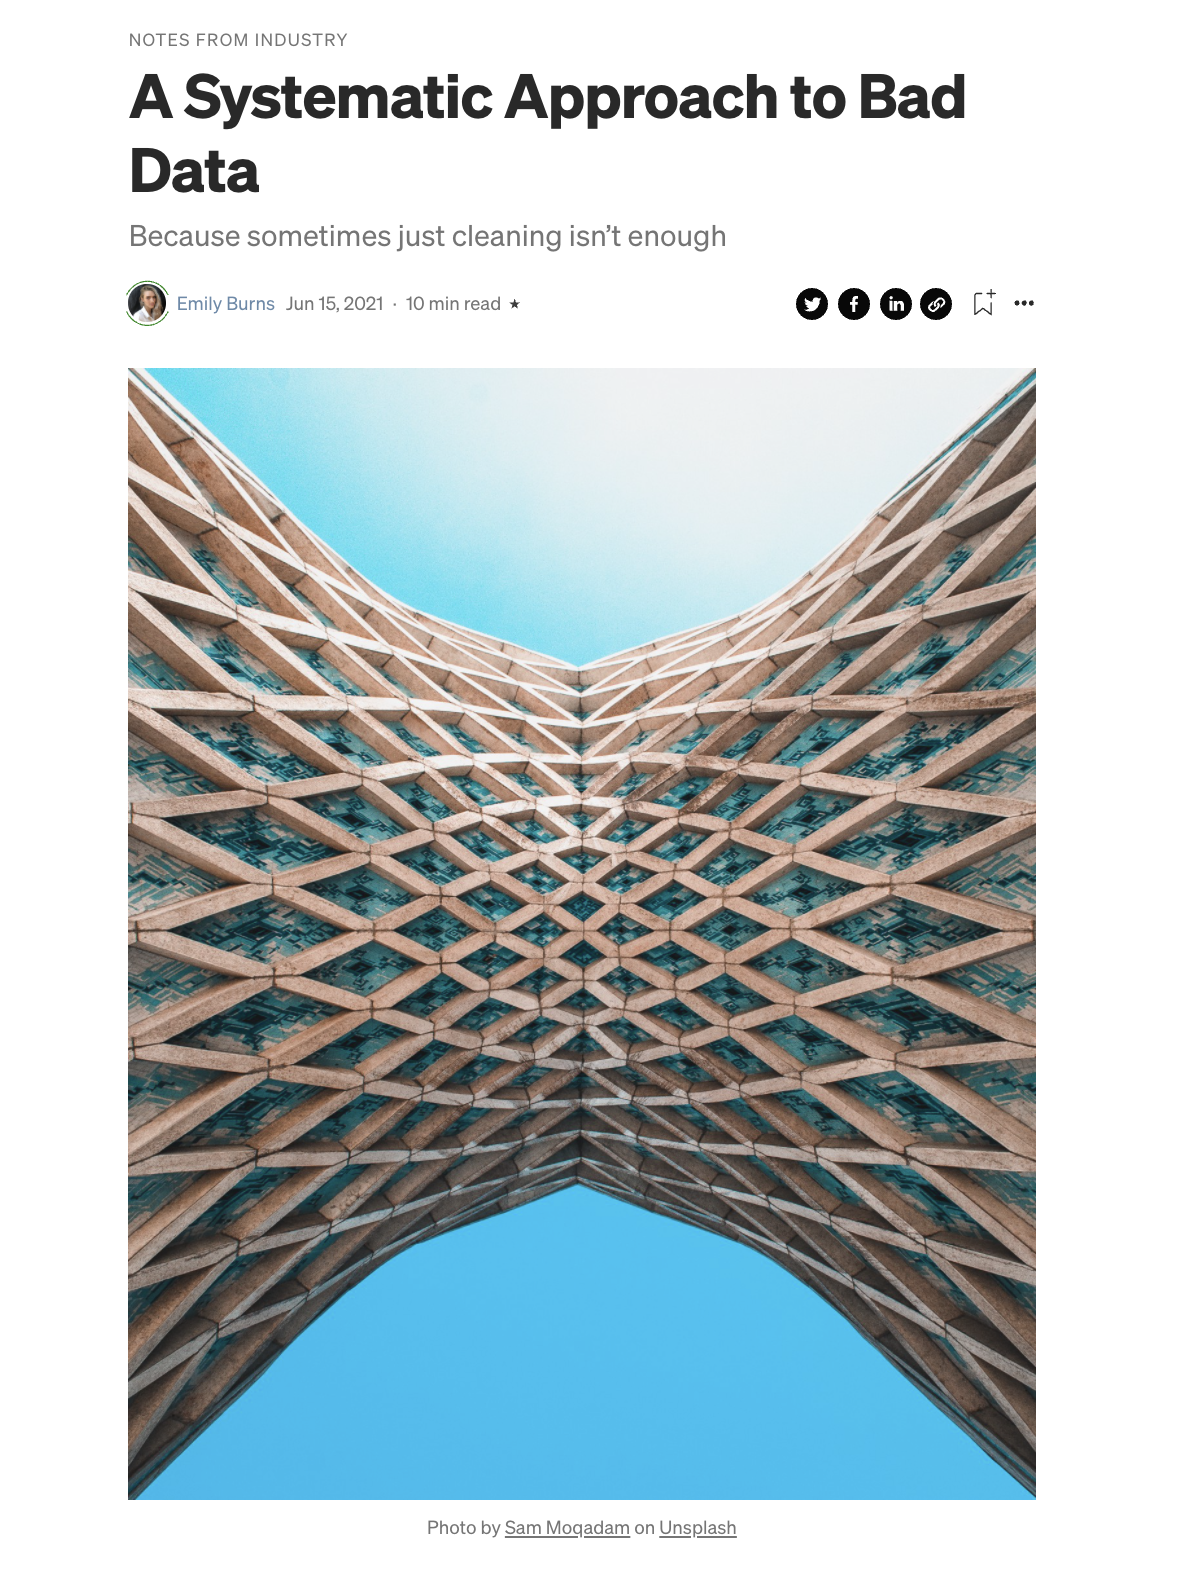 NOTES FROM INDUSTRY
A Systematic Approach to Bad
Data
Because sometimes just cleaning isn’t enough
Emily Burns Jun 15, 2021 · 10 min read ★
Photo by Sam Moqadam on Unsplash